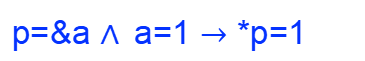 p=&a ∧ a=1 → *p=1